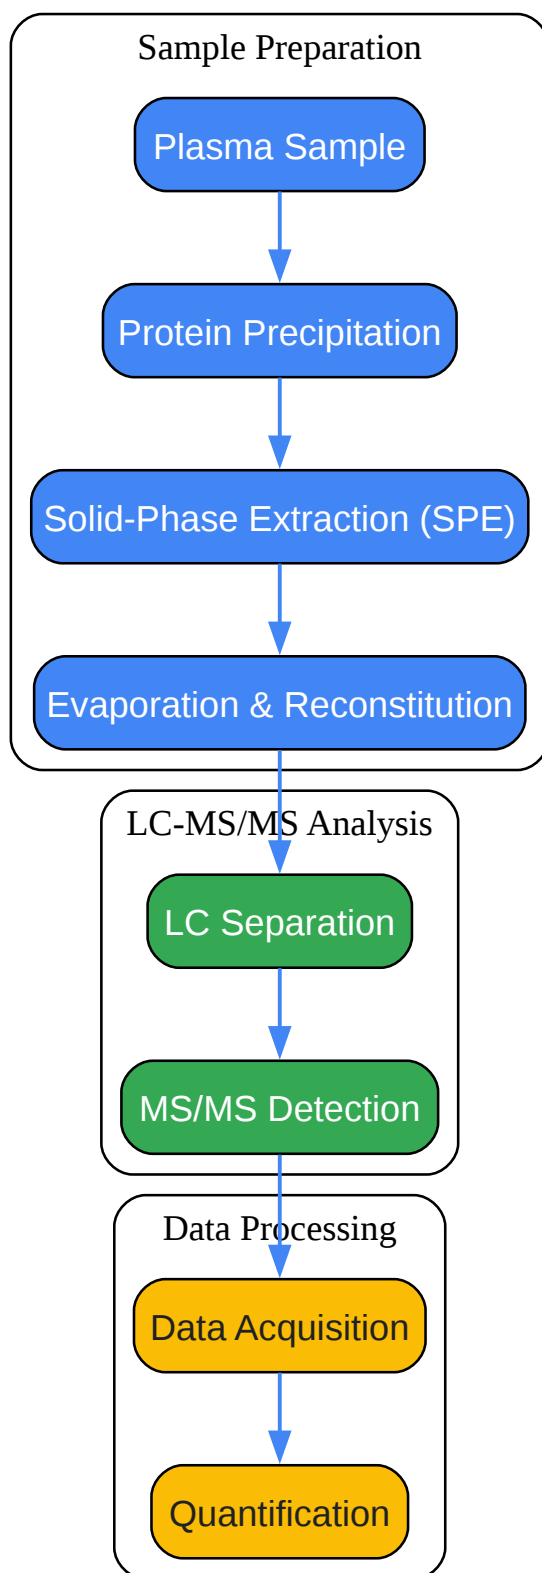 Sample Preparation
Plasma Sample
Protein Precipitation
Solid-Phase Extraction (SPE)
Evaporation & Reconstitution
LC-MS/MS Analysis
LC Separation
MS/MS Detection
Data Processing
Data Acquisition
Quantification